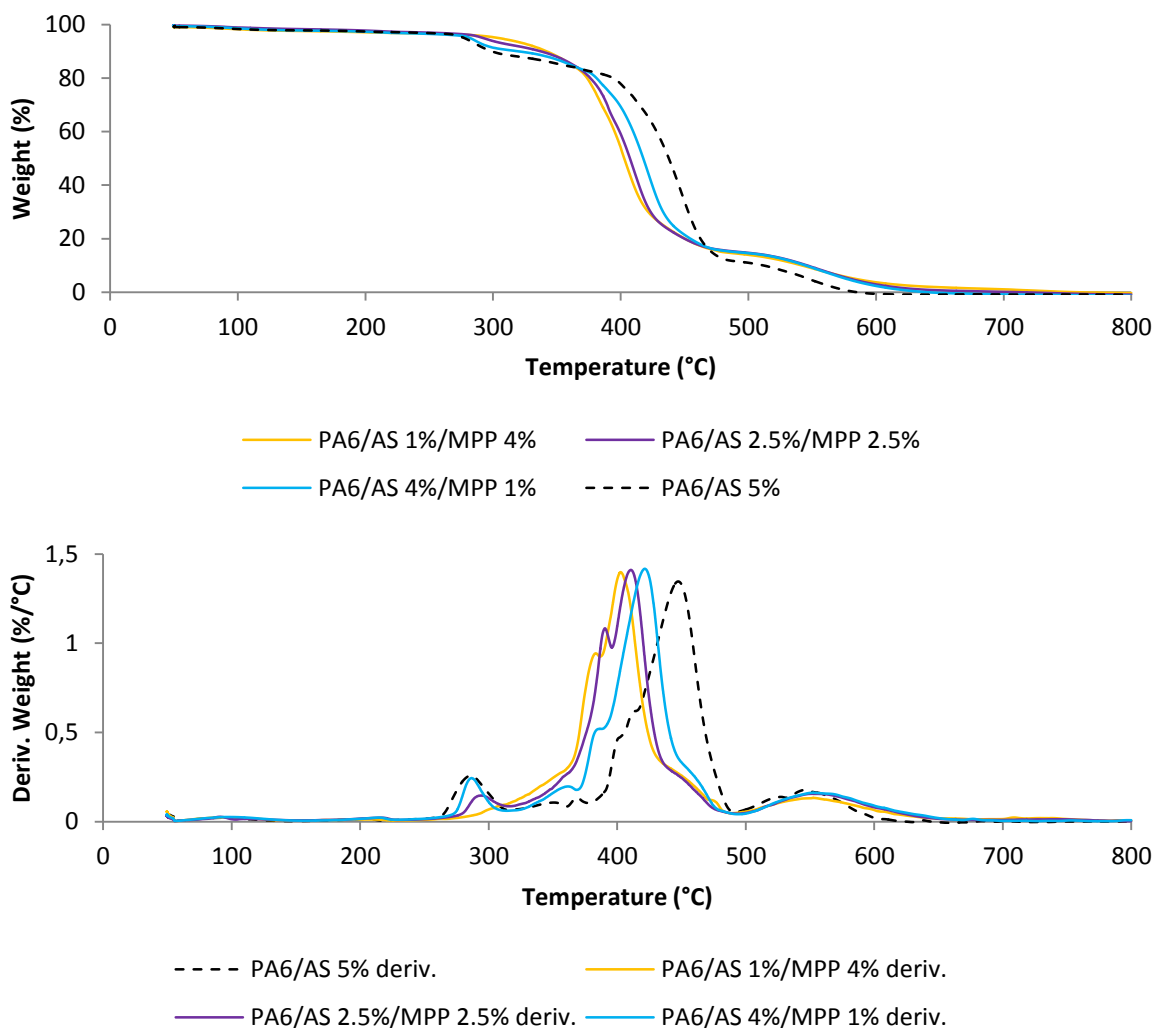 100
80
60
40
20
0
Weight (%)
0 100 200 300 400 500 600 700 800
Temperature (°C)
PA6/AS 1%/MPP 4% PA6/AS 2.5%/MPP 2.5%
PA6/AS 4%/MPP 1% PA6/AS 5%
1,5
1
0,5
0
Deriv. Weight (%/°C)
0 100 200 300 400 500 600 700 800
Temperature (°C)
PA6/AS 5% deriv. PA6/AS 1%/MPP 4% deriv.
PA6/AS 2.5%/MPP 2.5% deriv. PA6/AS 4%/MPP 1% deriv.